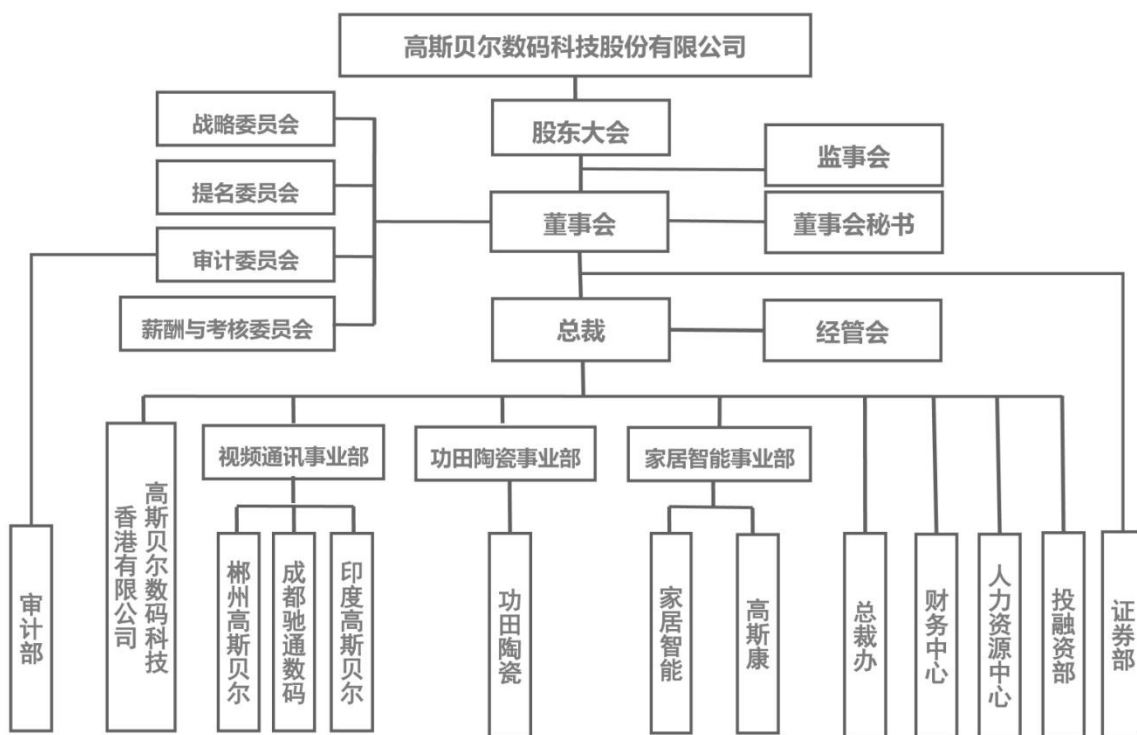 高斯贝尔数码科技股份有限公司
战略委员会
股东大会
监事会
提名委员会
董事会
董事会秘书
审计委员会
薪酬与考核委员会
总裁
经管会
视频通讯事业部
功田陶瓷事业部
家居智能事业部
审计部
高斯贝尔数码科技
香港有限公司
郴州高斯贝尔
成都驰通数码
印度高斯贝尔
功田陶瓷
家居智能
高斯康
总裁办
财务中心
人力资源中心
投融资部
证券部